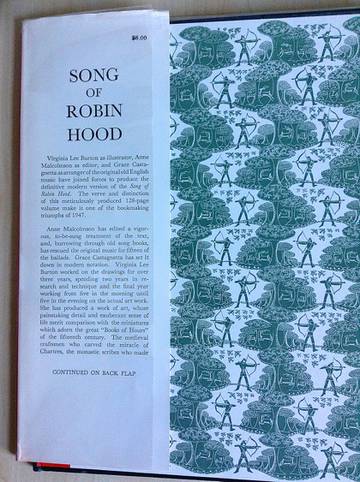 $6.00
SONG
OF
ROBIN
HOOD
Virginia Lee Burton as illustrator, Anne
Malcolmson as editor, and Grace Casta-
gnetta as arranger of the original old English
music have joined forces to produce the
definitive modern version of the Song of
Robin Hood. The verve and distinction
of this meticulously produced 128-page
volume make it one of the bookmaking
triumphs of 1947.
Anne Malcolmson has edited a vigor-
ous, to-be-sung treatment of the text,
and, burrowing through old song books,
has rescued the original music for fifteen of
the ballads. Grace Castagnetta has set it
down in modern notation. Virginia Lee
Burton worked on the drawings for over
three years, spending two years in re-
search and technique and the final year
working from five in the morning until
five in the evening on the actual art work.
She has produced a work of art, whose
painstaking detail and exuberant sense of
life merit comparison with the miniatures
which adorn the great "Books of Hours"
of the fifteenth century. The medieval
craftsmen who carved the miracle of
Chartres, the monastic scribes who made
CONTINUED ON BACK FLAP